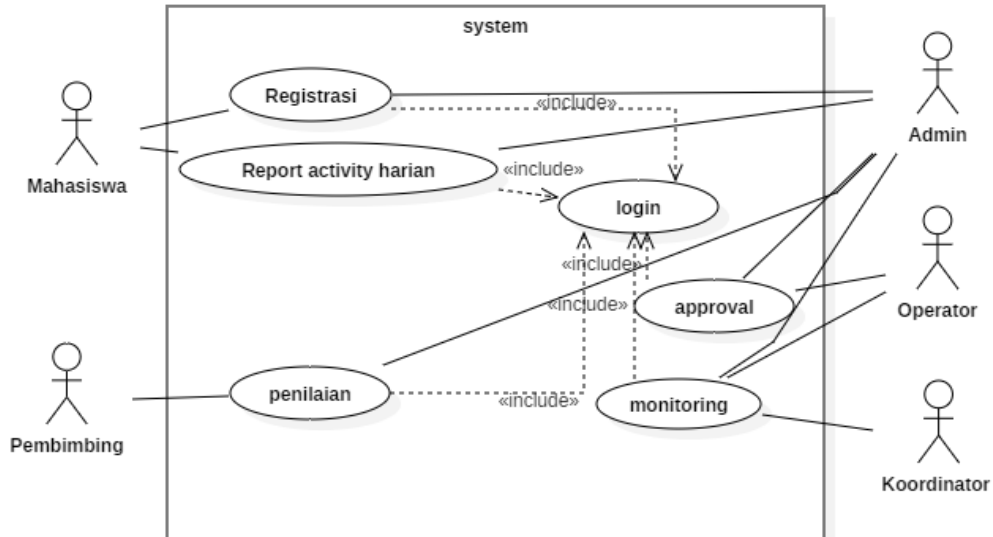 system
Registrasi
«include»
Admin
Report activity harian
«include»
Mahasiswa
login
«include»
«include»
approval
Operator
penilaian
«include»
monitoring
Pembimbing
Koordinator